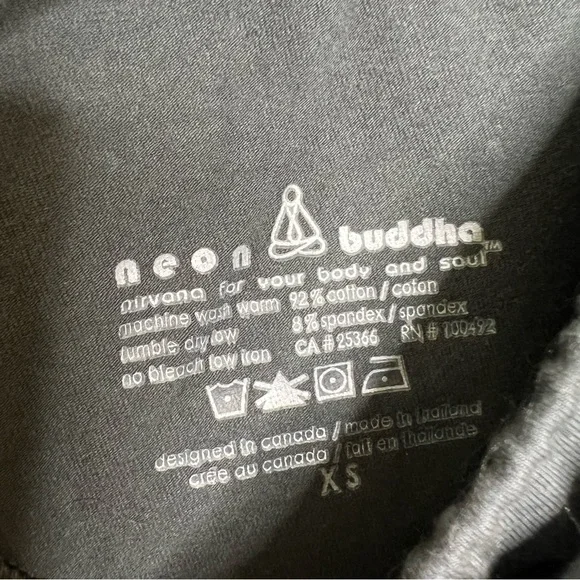 neon buddha™
nirvana for your body and soul
machine wash warm 92% cotton / coton
tumble dry low 8% spandex / spandex
no bleach low iron CA # 25366 RN # 100492
designed in canada / made in thailand
crée au canada / fait en thaïlande
XS